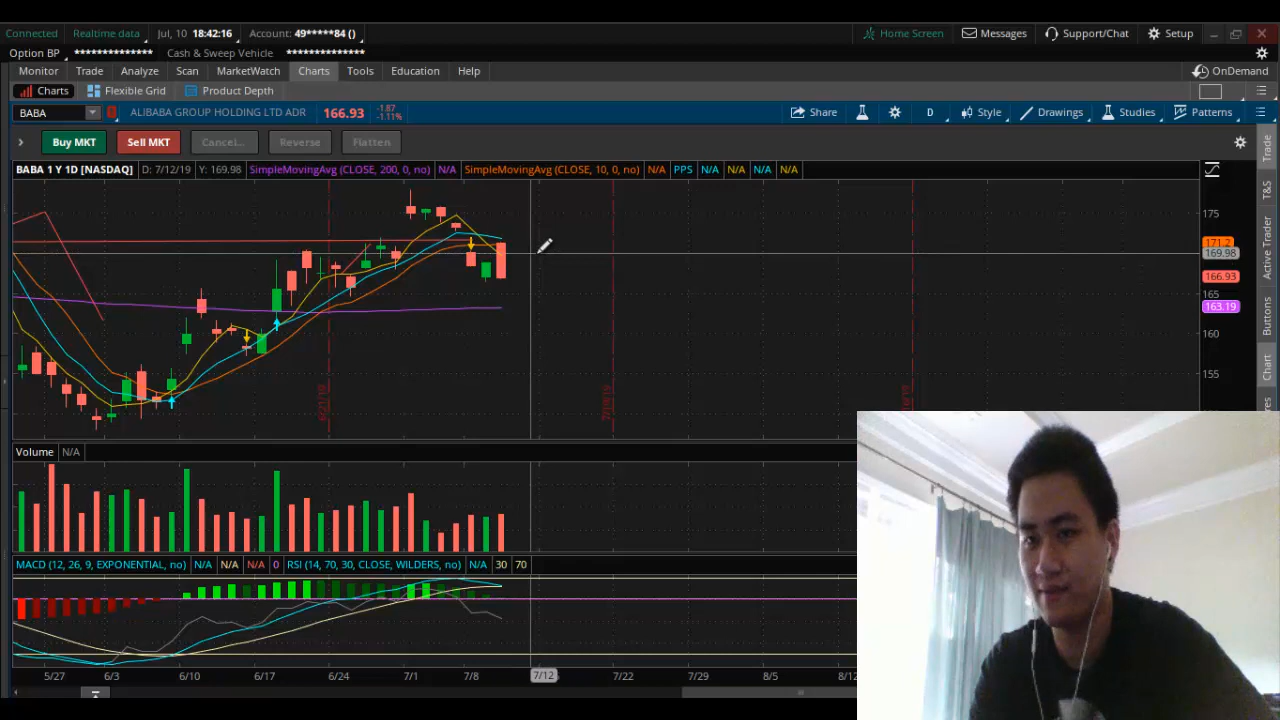 Connected Realtime data Jul, 10 18:42:16 Account: 49*****84 () Home Screen Messages Support/Chat Setup
Option BP ************** Cash & Sweep Vehicle **************
Monitor Trade Analyze Scan MarketWatch Charts Tools Education Help OnDemand
Charts Flexible Grid Product Depth
BABA ALIBABA GROUP HOLDING LTD ADR 166.93 -1.87 -1.11% Share D Style Drawings Studies Patterns
Buy MKT Sell MKT Cancel... Reverse Flatten
BABA 1 Y 1D [NASDAQ] D: 7/12/19 Y: 169.98 SimpleMovingAvg (CLOSE, 200, 0, no) N/A SimpleMovingAvg (CLOSE, 10, 0, no) N/A PPS N/A N/A N/A N/A
175
171.2
169.98
166.93
165
163.19
160
155
6/21/19
7/19/19
Trade
T&S
Active Trader
Buttons
Chart
Volume N/A
MACD (12, 26, 9, EXPONENTIAL, no) N/A N/A N/A 0 RSI (14, 70, 30, CLOSE, WILDERS, no) N/A 30 70
5/27 6/3 6/10 6/17 6/24 7/1 7/8 7/12 7/22 7/29 8/5 8/12